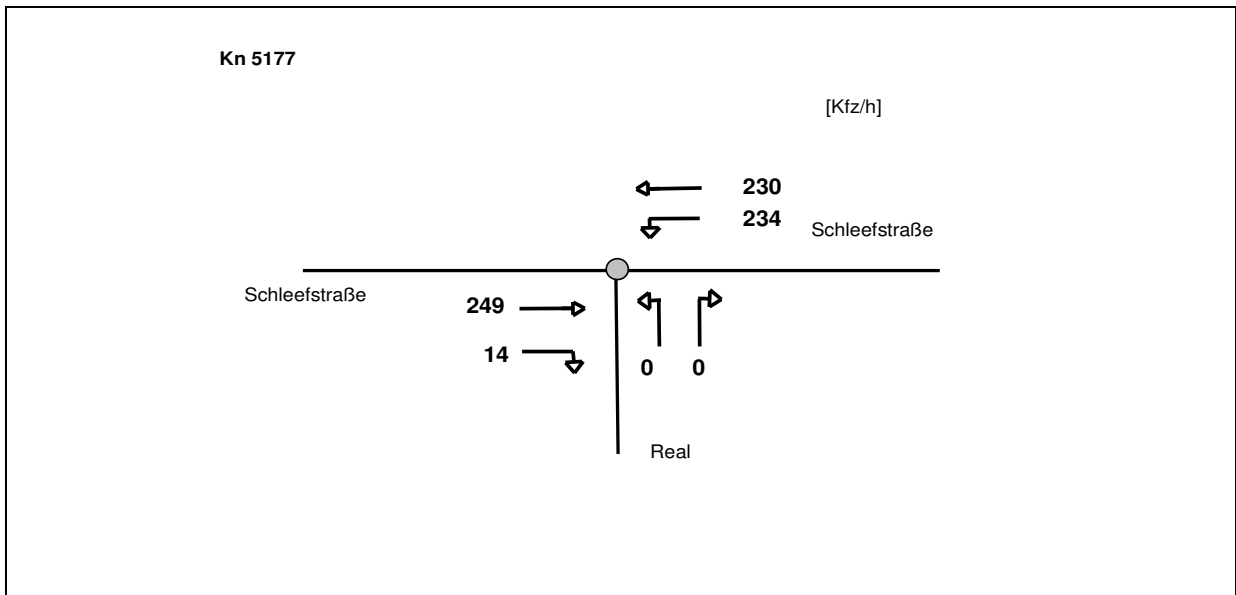 Kn 5177
[Kfz/h]
230
234
Schleefstraße
Schleefstraße
249
14
0 0
Real